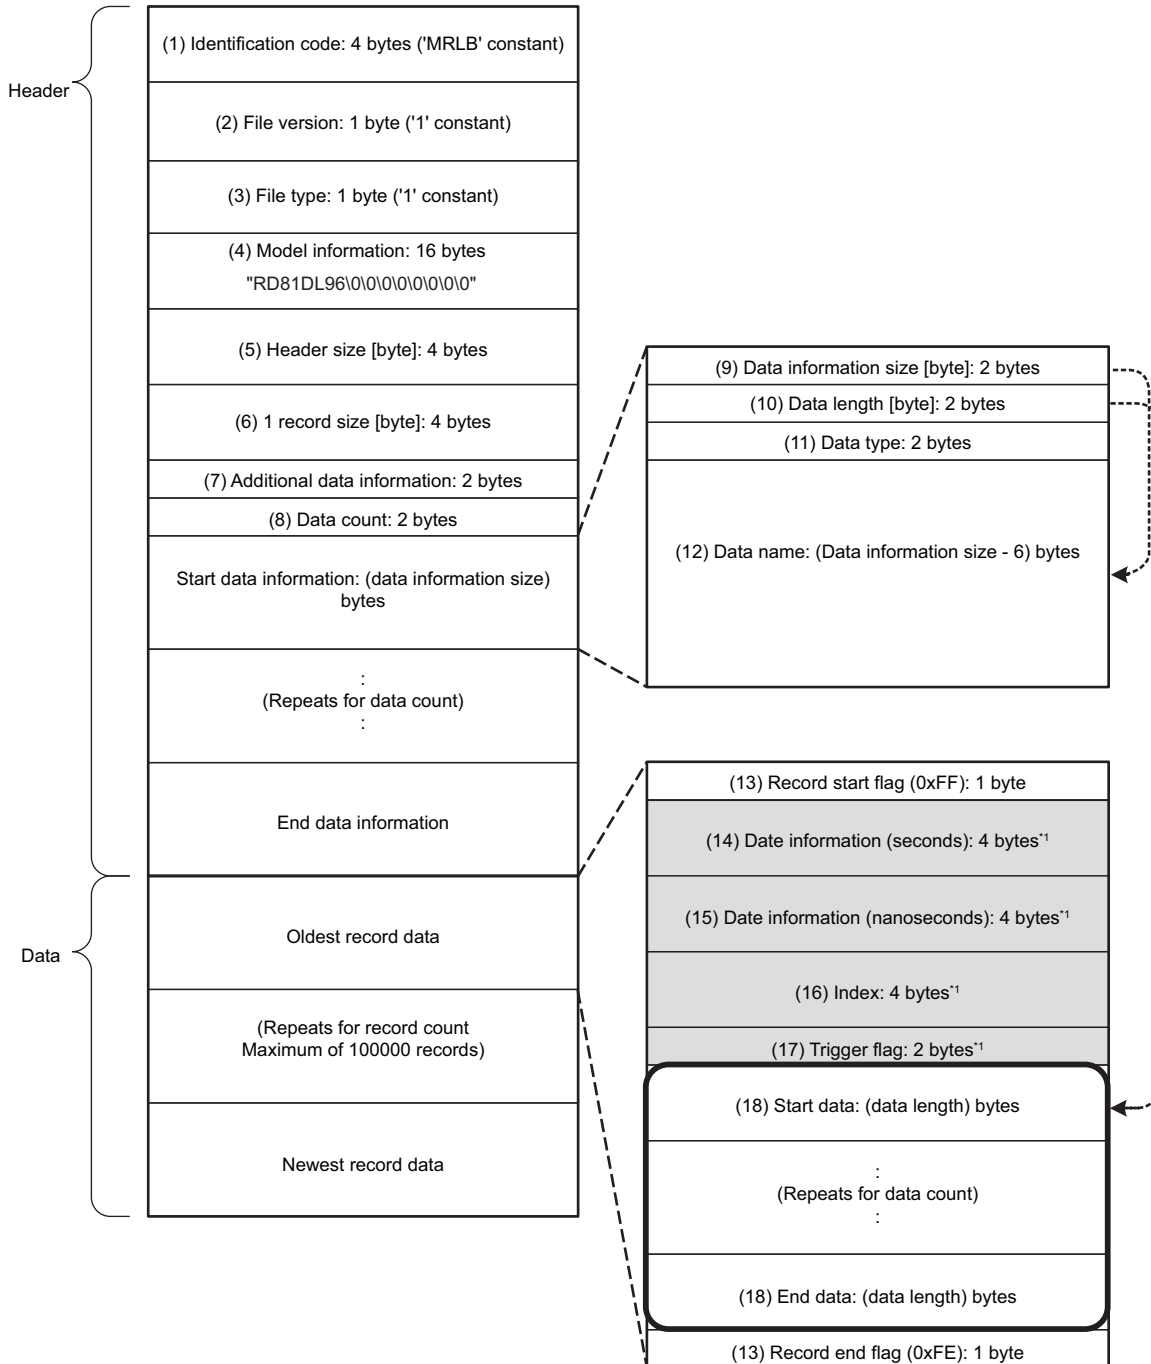 Header
(1) Identification code: 4 bytes ('MRLB' constant)
(2) File version: 1 byte ('1' constant)
(3) File type: 1 byte ('1' constant)
(4) Model information: 16 bytes
"RD81DL96\0\0\0\0\0\0\0\0"
(5) Header size [byte]: 4 bytes
(6) 1 record size [byte]: 4 bytes
(7) Additional data information: 2 bytes
(8) Data count: 2 bytes
Start data information: (data information size)
bytes
:
(Repeats for data count)
:
End data information
(9) Data information size [byte]: 2 bytes
(10) Data length [byte]: 2 bytes
(11) Data type: 2 bytes
(12) Data name: (Data information size - 6) bytes
Data
Oldest record data
(Repeats for record count
Maximum of 100000 records)
Newest record data
(13) Record start flag (0xFF): 1 byte
(14) Date information (seconds): 4 bytes*1
(15) Date information (nanoseconds): 4 bytes*1
(16) Index: 4 bytes*1
(17) Trigger flag: 2 bytes*1
(18) Start data: (data length) bytes
:
(Repeats for data count)
:
(18) End data: (data length) bytes
(13) Record end flag (0xFE): 1 byte